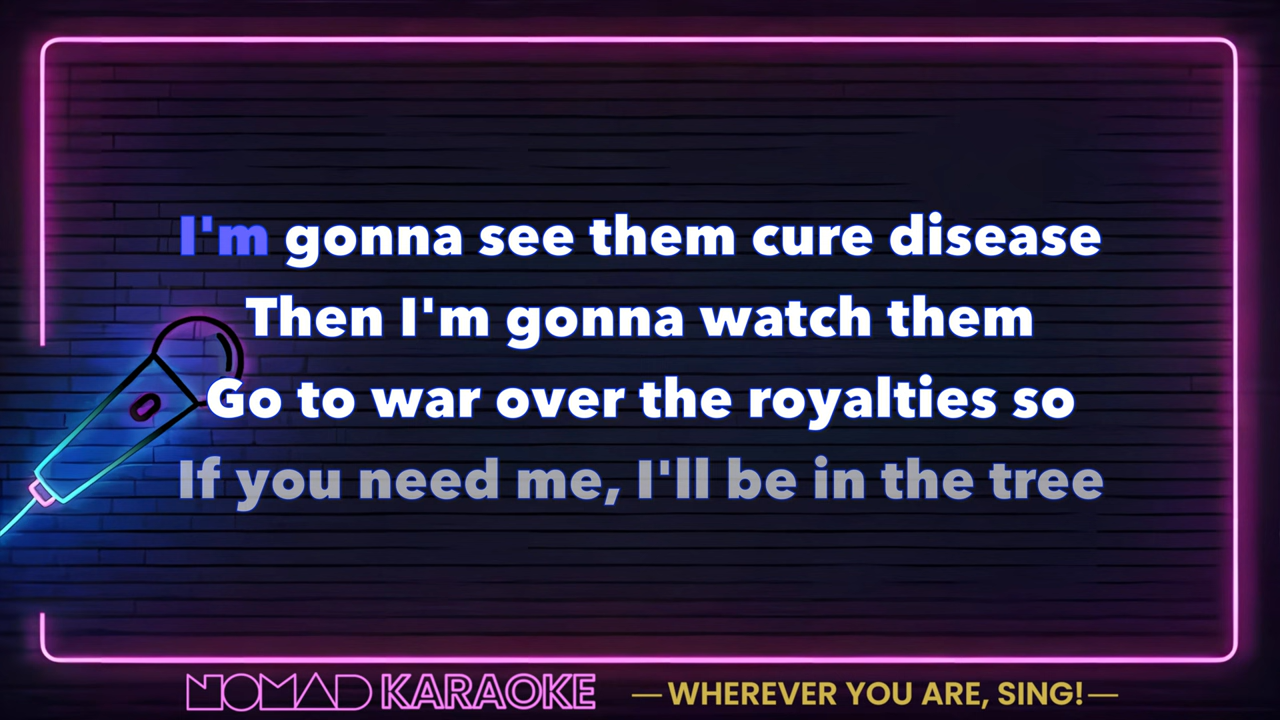 I'm gonna see them cure disease
Then I'm gonna watch them
Go to war over the royalties so
If you need me, I'll be in the tree
NOMAD KARAOKE — WHEREVER YOU ARE, SING! —